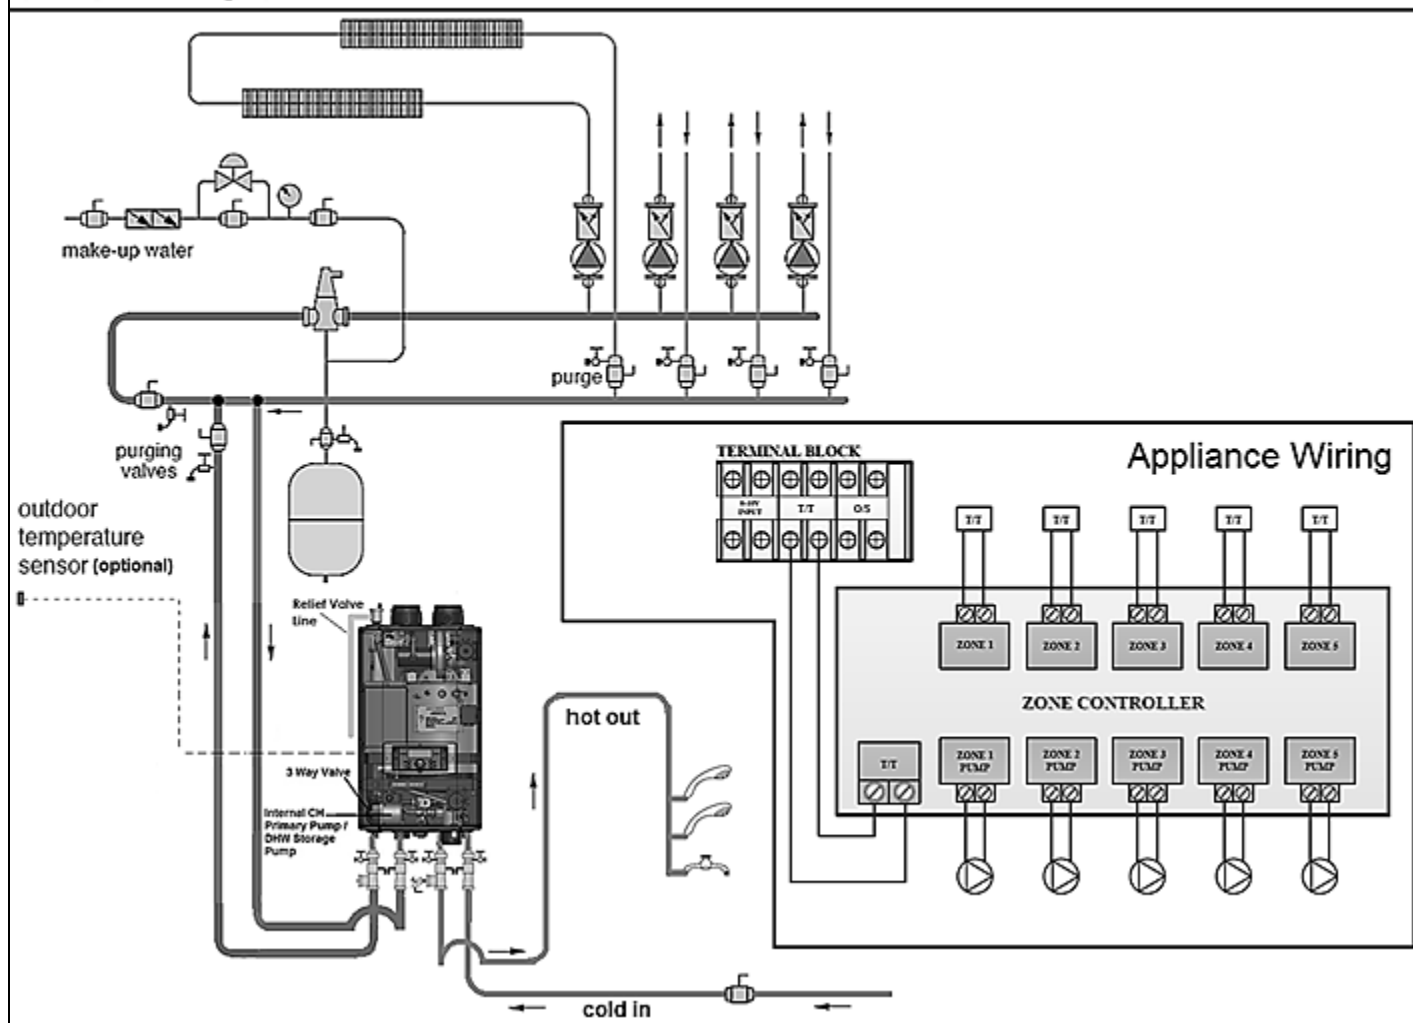 make-up water
purge
purging
valves
outdoor
temperature
sensor (optional)
Relief Valve
Line
3 Way Valve
Internal CH
Primary Pump /
DHW Storage
Pump
hot out
cold in
Appliance Wiring
TERMINAL BLOCK
0-10V
INPUT
T/T
O/S
T/T
T/T
T/T
T/T
T/T
ZONE 1
ZONE 2
ZONE 3
ZONE 4
ZONE 5
ZONE CONTROLLER
T/T
ZONE 1
PUMP
ZONE 2
PUMP
ZONE 3
PUMP
ZONE 4
PUMP
ZONE 5
PUMP